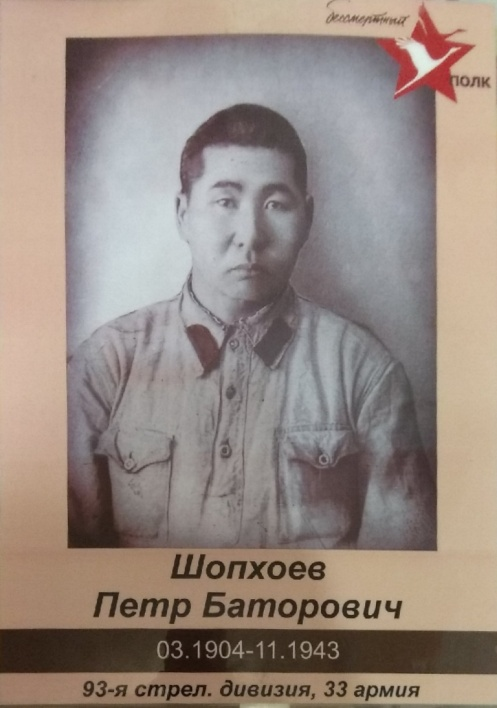 бессмертный
полк
Шопхоев
Петр Баторович
03.1904-11.1943
93-я стрел. дивизия, 33 армия